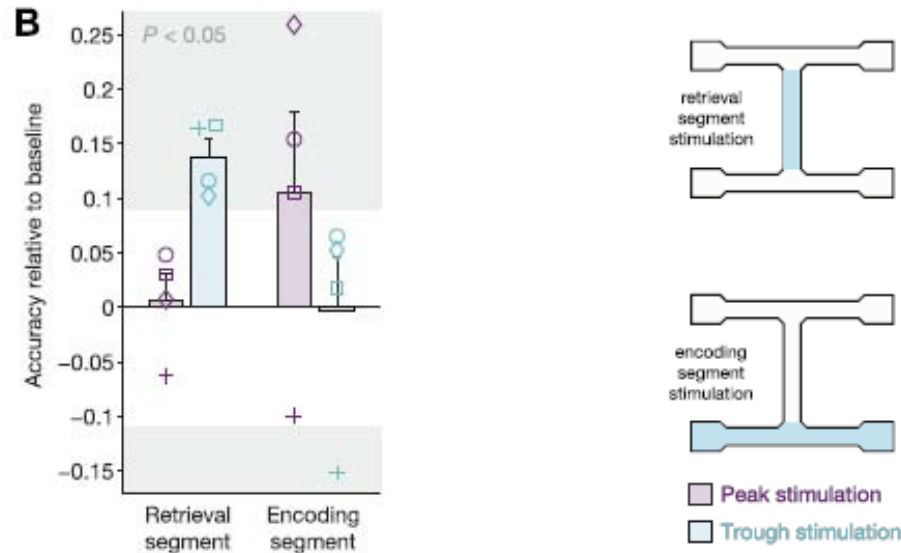 B
P < 0.05
0.25
0.2
0.15
0.1
0.05
0
−0.05
−0.1
−0.15
Accuracy relative to baseline
Retrieval
segment
Encoding
segment
retrieval
segment
stimulation
encoding
segment
stimulation
Peak stimulation
Trough stimulation